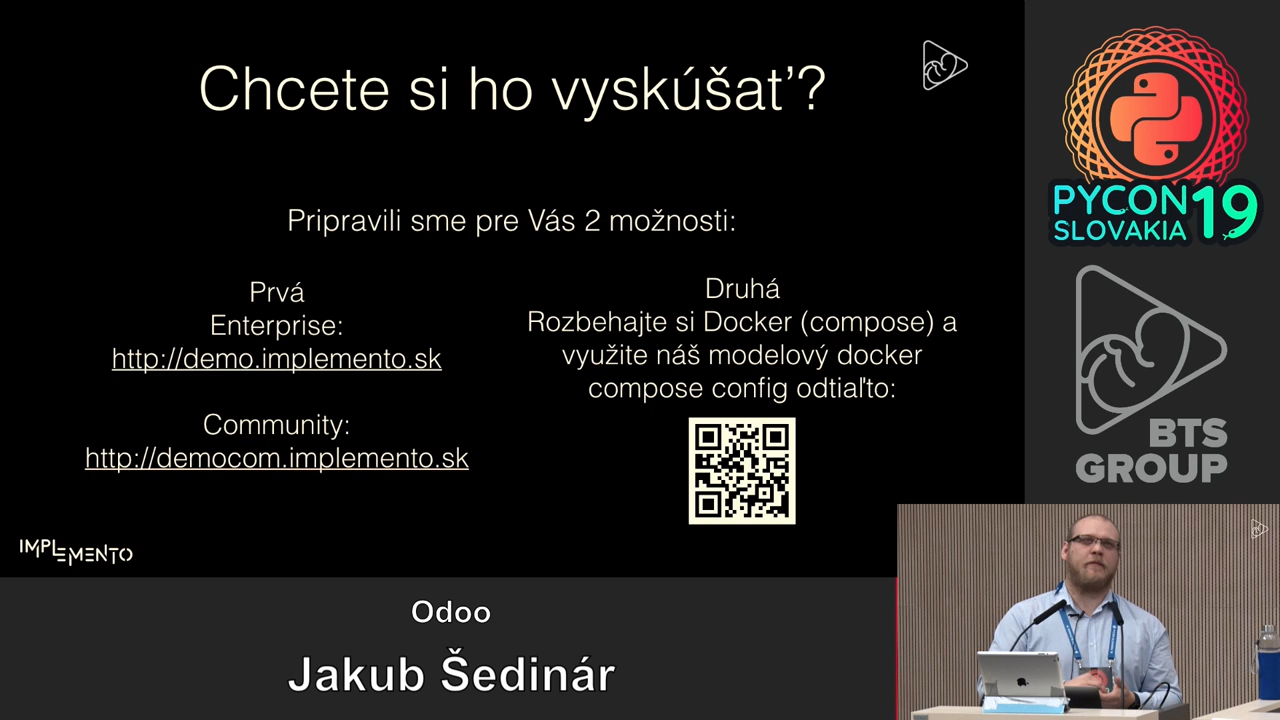 Chcete si ho vyskúšať?
Pripravili sme pre Vás 2 možnosti:
Prvá
Enterprise:
http://demo.implemento.sk
Community:
http://democom.implemento.sk
Druhá
Rozbehajte si Docker (compose) a
využite náš modelový docker
compose config odtiaľto:
IMPLEMENTO
PYCON
SLOVAKIA 19
BTS
GROUP
Odoo
Jakub Šedinár